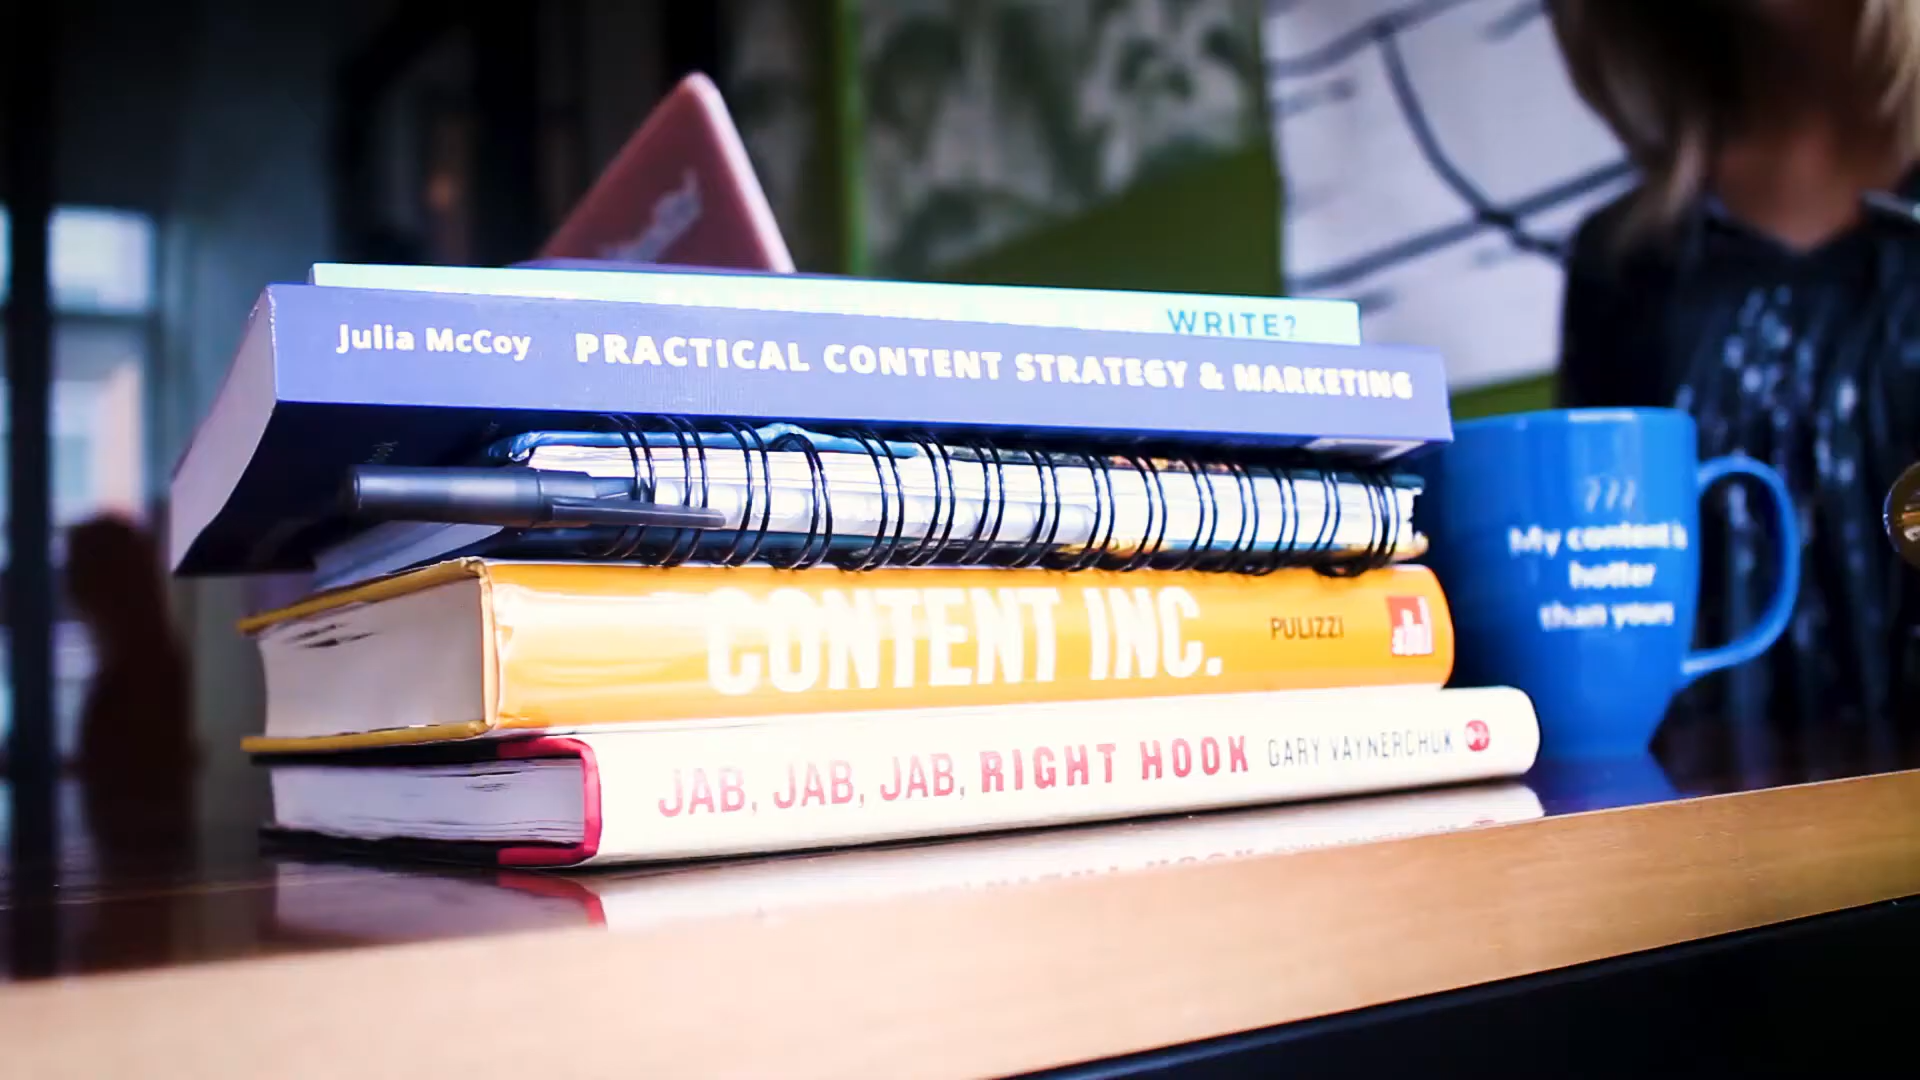 WRITE?
Julia McCoy PRACTICAL CONTENT STRATEGY & MARKETING
CONTENT INC. PULIZZI
JAB, JAB, JAB, RIGHT HOOK GARY VAYNERCHUK
My content is
hotter
than yours